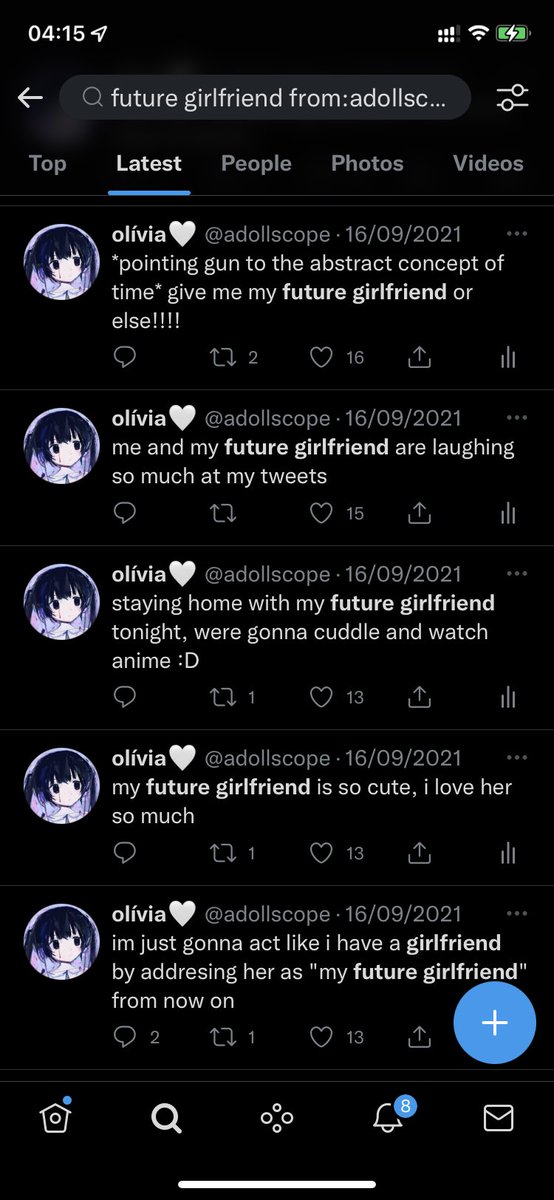 04:15
future girlfriend from:adollsc...
Top Latest People Photos Videos
olívia🤍 @adollscope · 16/09/2021
*pointing gun to the abstract concept of
time* give me my future girlfriend or
else!!!!
2 16
olívia🤍 @adollscope · 16/09/2021
me and my future girlfriend are laughing
so much at my tweets
15
olívia🤍 @adollscope · 16/09/2021
staying home with my future girlfriend
tonight, were gonna cuddle and watch
anime :D
1 13
olívia🤍 @adollscope · 16/09/2021
my future girlfriend is so cute, i love her
so much
1 13
olívia🤍 @adollscope · 16/09/2021
im just gonna act like i have a girlfriend
by addresing her as "my future girlfriend"
from now on
2 1 13
8